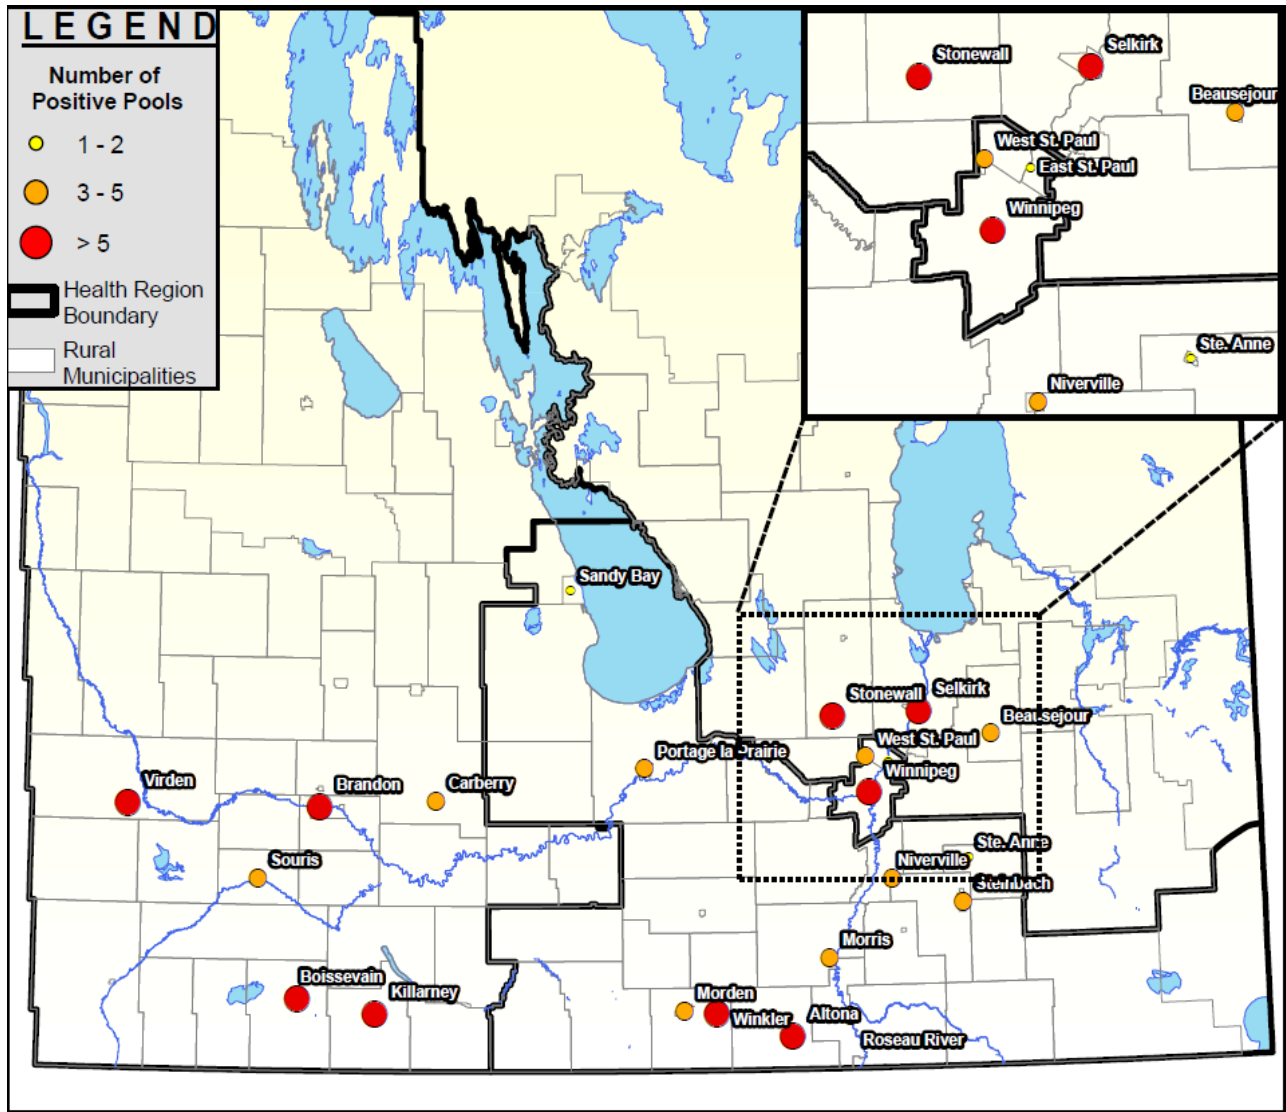 LEGEND
Number of
Positive Pools
1 - 2
3 - 5
> 5
Health Region
Boundary
Rural
Municipalities
Stonewall
Selkirk
Beausejour
West St. Paul
East St. Paul
Winnipeg
Ste. Anne
Niverville
Sandy Bay
Stonewall
Selkirk
Beausejour
West St. Paul
Portage la Prairie
Winnipeg
Virden
Brandon
Carberry
Ste. Anne
Souris
Niverville
Steinbach
Morris
Boissevain
Killarney
Morden
Winkler
Altona
Roseau River